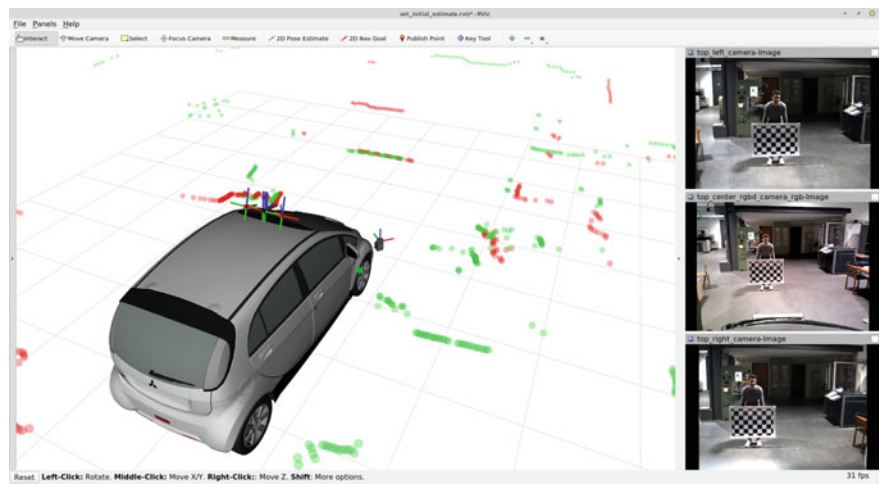 set_initial_estimate.rviz* - RViz
File Panels Help
Interact Move Camera Select Focus Camera Measure 2D Pose Estimate 2D Nav Goal Publish Point Key Tool
top_left_camera-Image
top_center_rgbd_camera_rgb-Image
top_right_camera-Image
Reset Left-Click: Rotate. Middle-Click: Move X/Y. Right-Click:: Move Z. Shift: More options.
31 fps